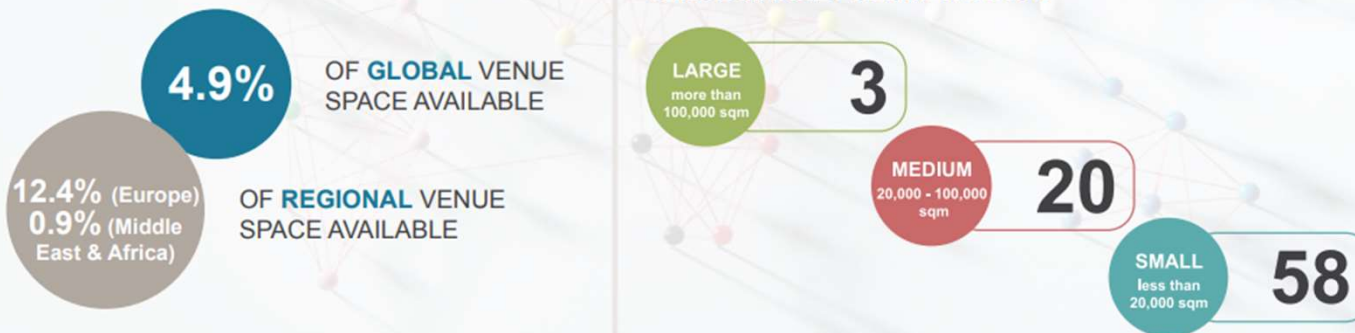 4.9%
OF GLOBAL VENUE
SPACE AVAILABLE
12.4% (Europe)
0.9% (Middle
East & Africa)
OF REGIONAL VENUE
SPACE AVAILABLE
LARGE
more than
100,000 sqm
3
MEDIUM
20,000 - 100,000
sqm
20
SMALL
less than
20,000 sqm
58